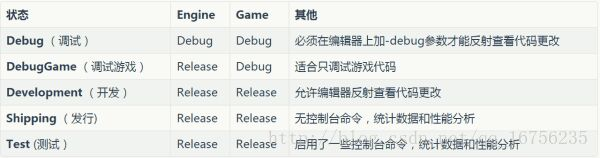 状态 Engine Game 其他
Debug（调试） Debug Debug 必须在编辑器上加-debug参数才能反射查看代码更改
DebugGame（调试游戏） Release Debug 适合只调试游戏代码
Development（开发） Release Release 允许编辑器反射查看代码更改
Shipping（发行) Release Release 无控制台命令，统计数据和性能分析
Test (测试） Release Release 启用了一些控制台命令，统计数据和性能分析